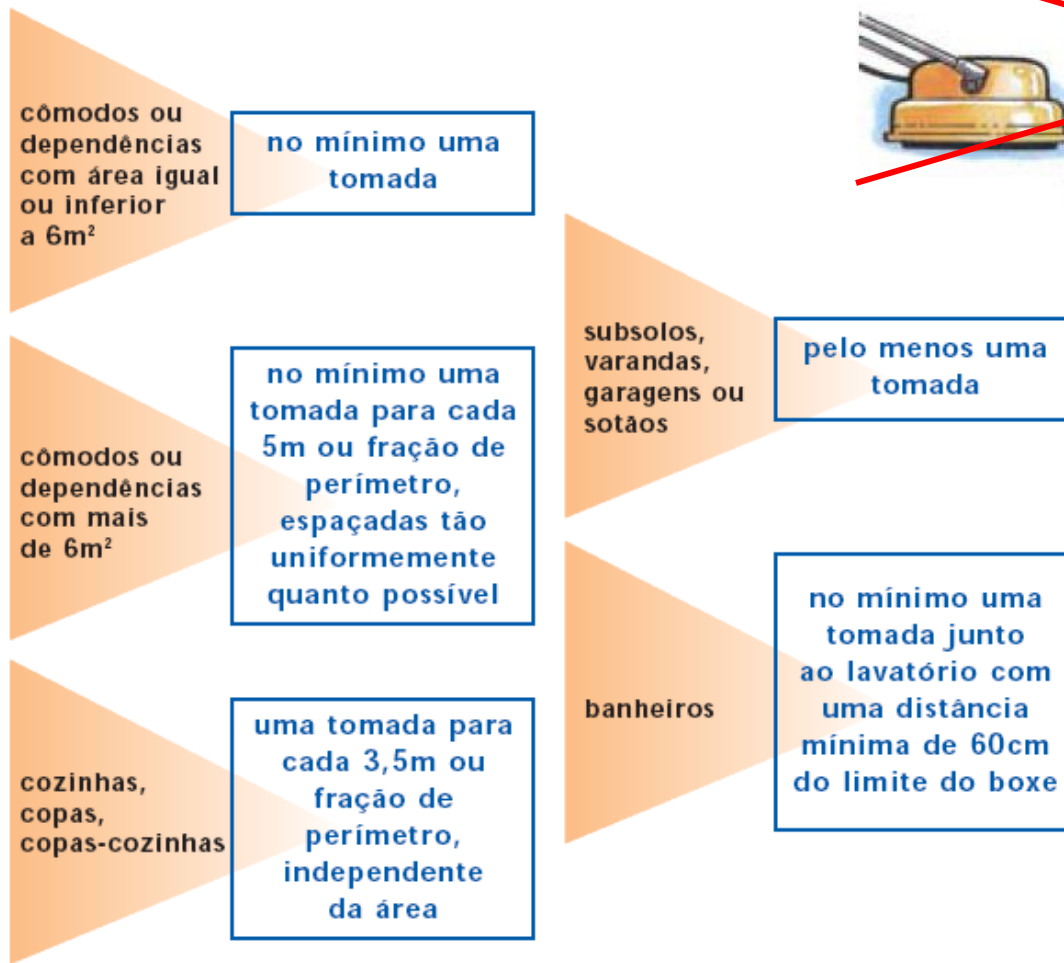 cômodos ou
dependências
com área igual
ou inferior
a 6m²
no mínimo uma
tomada
cômodos ou
dependências
com mais
de 6m²
no mínimo uma
tomada para cada
5m ou fração de
perímetro,
espaçadas tão
uniformemente
quanto possível
cozinhas,
copas,
copas-cozinhas
uma tomada para
cada 3,5m ou
fração de
perímetro,
independente
da área
subsolos,
varandas,
garagens ou
sotãos
pelo menos uma
tomada
banheiros
no mínimo uma
tomada junto
ao lavatório com
uma distância
mínima de 60cm
do limite do boxe